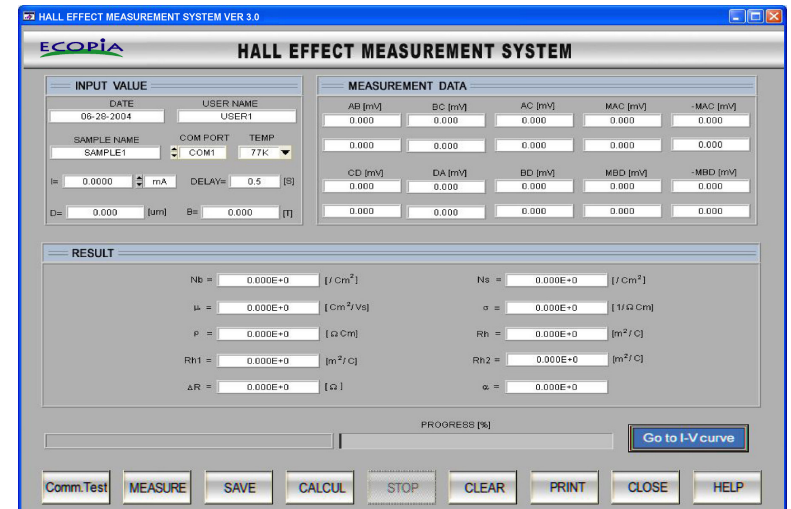 HALL EFFECT MEASUREMENT SYSTEM VER 3.0
ECOPIA HALL EFFECT MEASUREMENT SYSTEM
INPUT VALUE
DATE USER NAME
06-28-2004 USER1
SAMPLE NAME COM PORT TEMP
SAMPLE1 COM1 77K
I= 0.0000 mA DELAY= 0.5 [S]
D= 0.000 [um] B= 0.000 [T]
MEASUREMENT DATA
AB [mV] BC [mV] AC [mV] MAC [mV] -MAC [mV]
0.000 0.000 0.000 0.000 0.000
0.000 0.000 0.000 0.000 0.000
CD [mV] DA [mV] BD [mV] MBD [mV] -MBD [mV]
0.000 0.000 0.000 0.000 0.000
0.000 0.000 0.000 0.000 0.000
RESULT
Nb = 0.000E+0 [/ Cm²] Ns = 0.000E+0 [/ Cm²]
μ = 0.000E+0 [Cm²/Vs] σ = 0.000E+0 [1/Ω Cm]
ρ = 0.000E+0 [Ω Cm] Rh = 0.000E+0 [m²/C]
Rh1 = 0.000E+0 [m²/C] Rh2 = 0.000E+0 [m²/C]
ΔR = 0.000E+0 [Ω] α = 0.000E+0
PROGRESS [%]
Go to I-V curve
Comm.Test MEASURE SAVE CALCUL STOP CLEAR PRINT CLOSE HELP